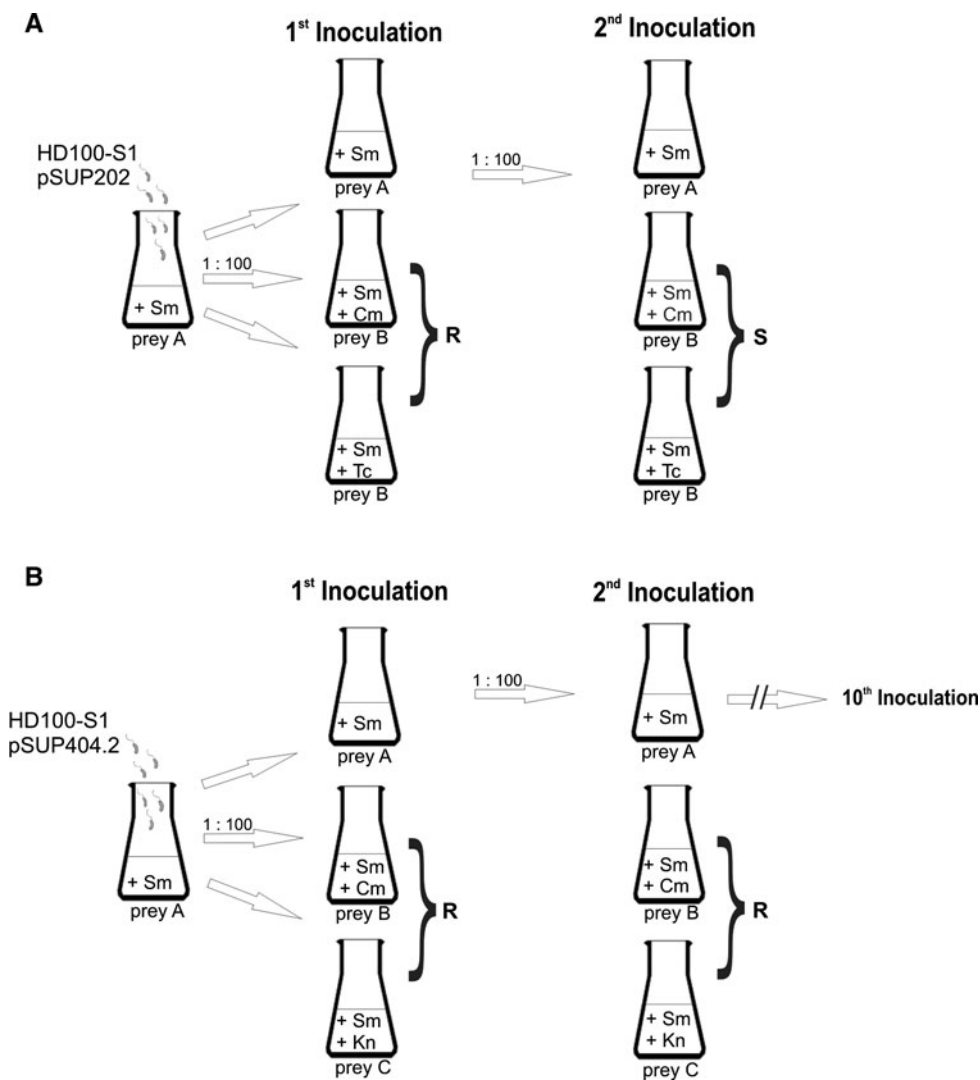 A
1st Inoculation
2nd Inoculation
HD100-S1
pSUP202
+ Sm
prey A
1 : 100
+ Sm
prey A
1 : 100
+ Sm
prey A
+ Sm
+ Cm
prey B
R
+ Sm
+ Cm
prey B
S
+ Sm
+ Tc
prey B
+ Sm
+ Tc
prey B
B
1st Inoculation
2nd Inoculation
HD100-S1
pSUP404.2
+ Sm
prey A
1 : 100
+ Sm
prey A
1 : 100
+ Sm
prey A
10th Inoculation
+ Sm
+ Cm
prey B
R
+ Sm
+ Cm
prey B
R
+ Sm
+ Kn
prey C
+ Sm
+ Kn
prey C